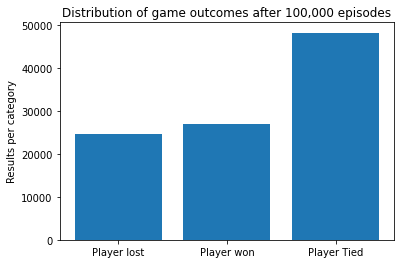 Distribution of game outcomes after 100,000 episodes
Results per category
50000
40000
30000
20000
10000
0
Player lost
Player won
Player Tied